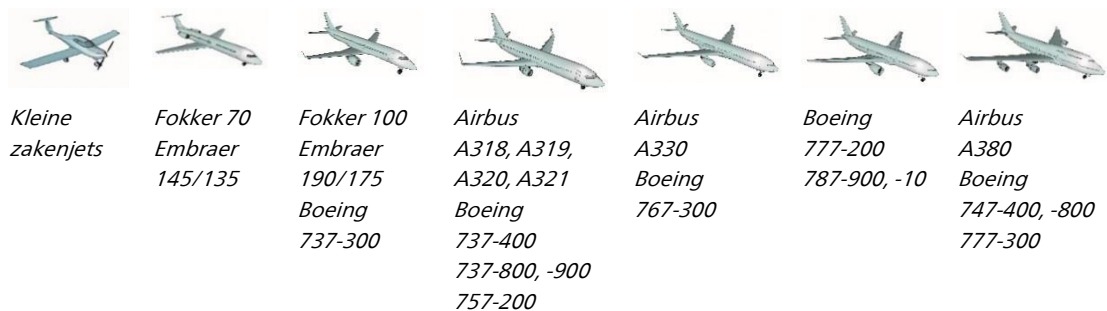 Kleine
zakenjets
Fokker 70
Embraer
145/135
Fokker 100
Embraer
190/175
Boeing
737-300
Airbus
A318, A319,
A320, A321
Boeing
737-400
737-800, -900
757-200
Airbus
A330
Boeing
767-300
Boeing
777-200
787-900, -10
Airbus
A380
Boeing
747-400, -800
777-300